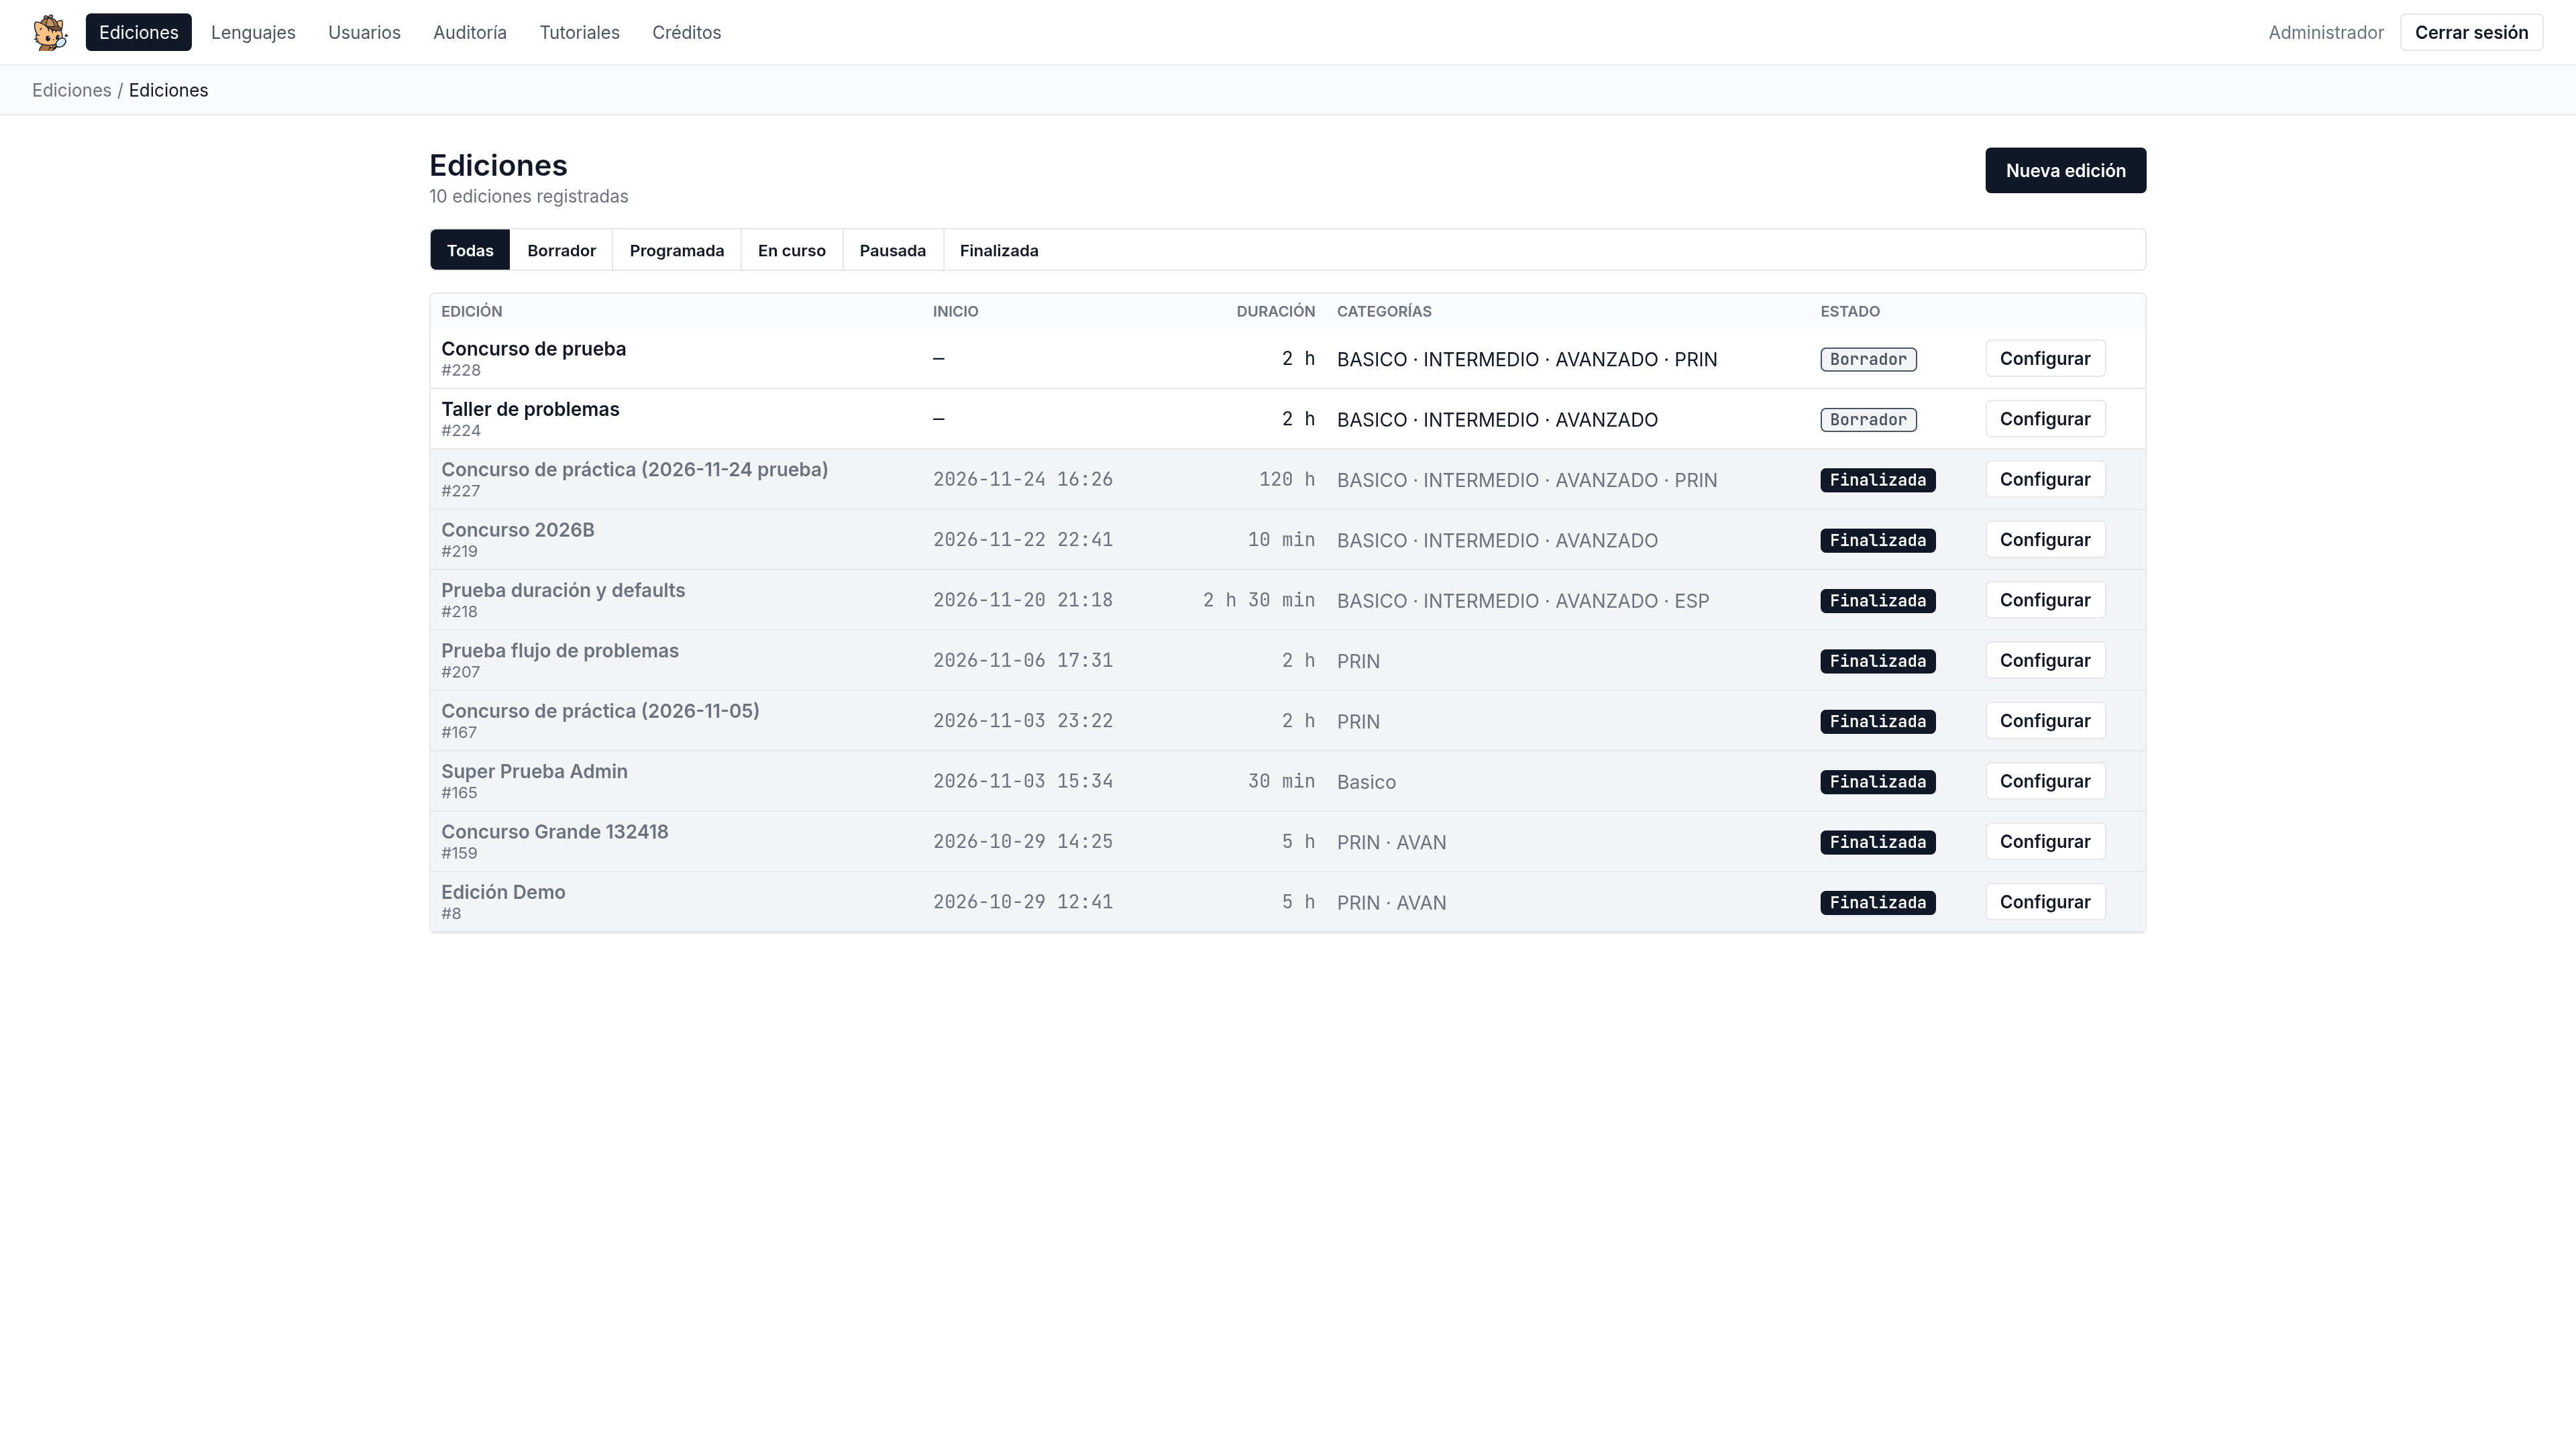 Ediciones Lenguajes Usuarios Auditoría Tutoriales Créditos Administrador Cerrar sesión
Ediciones / Ediciones
Ediciones
10 ediciones registradas
Nueva edición
Todas Borrador Programada En curso Pausada Finalizada
EDICIÓN INICIO DURACIÓN CATEGORÍAS ESTADO
Concurso de prueba
#228
— 2 h BASICO · INTERMEDIO · AVANZADO · PRIN Borrador Configurar
Taller de problemas
#224
— 2 h BASICO · INTERMEDIO · AVANZADO Borrador Configurar
Concurso de práctica (2026-11-24 prueba)
#227
2026-11-24 16:26 120 h BASICO · INTERMEDIO · AVANZADO · PRIN Finalizada Configurar
Concurso 2026B
#219
2026-11-22 22:41 10 min BASICO · INTERMEDIO · AVANZADO Finalizada Configurar
Prueba duración y defaults
#218
2026-11-20 21:18 2 h 30 min BASICO · INTERMEDIO · AVANZADO · ESP Finalizada Configurar
Prueba flujo de problemas
#207
2026-11-06 17:31 2 h PRIN Finalizada Configurar
Concurso de práctica (2026-11-05)
#167
2026-11-03 23:22 2 h PRIN Finalizada Configurar
Super Prueba Admin
#165
2026-11-03 15:34 30 min Basico Finalizada Configurar
Concurso Grande 132418
#159
2026-10-29 14:25 5 h PRIN · AVAN Finalizada Configurar
Edición Demo
#8
2026-10-29 12:41 5 h PRIN · AVAN Finalizada Configurar